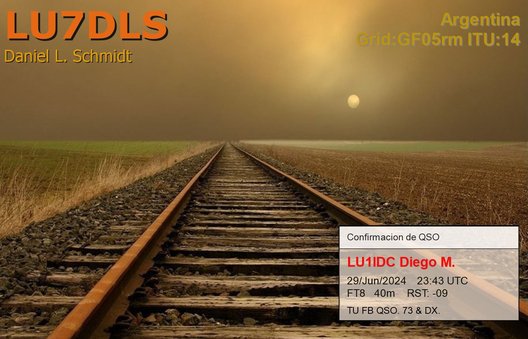 LU7DLS
Daniel L. Schmidt
Argentina
Grid:GF05rm ITU:14
Confirmacion de QSO
LU1IDC Diego M.
29/Jun/2024 23:43 UTC
FT8 40m RST: -09
TU FB QSO. 73 & DX.